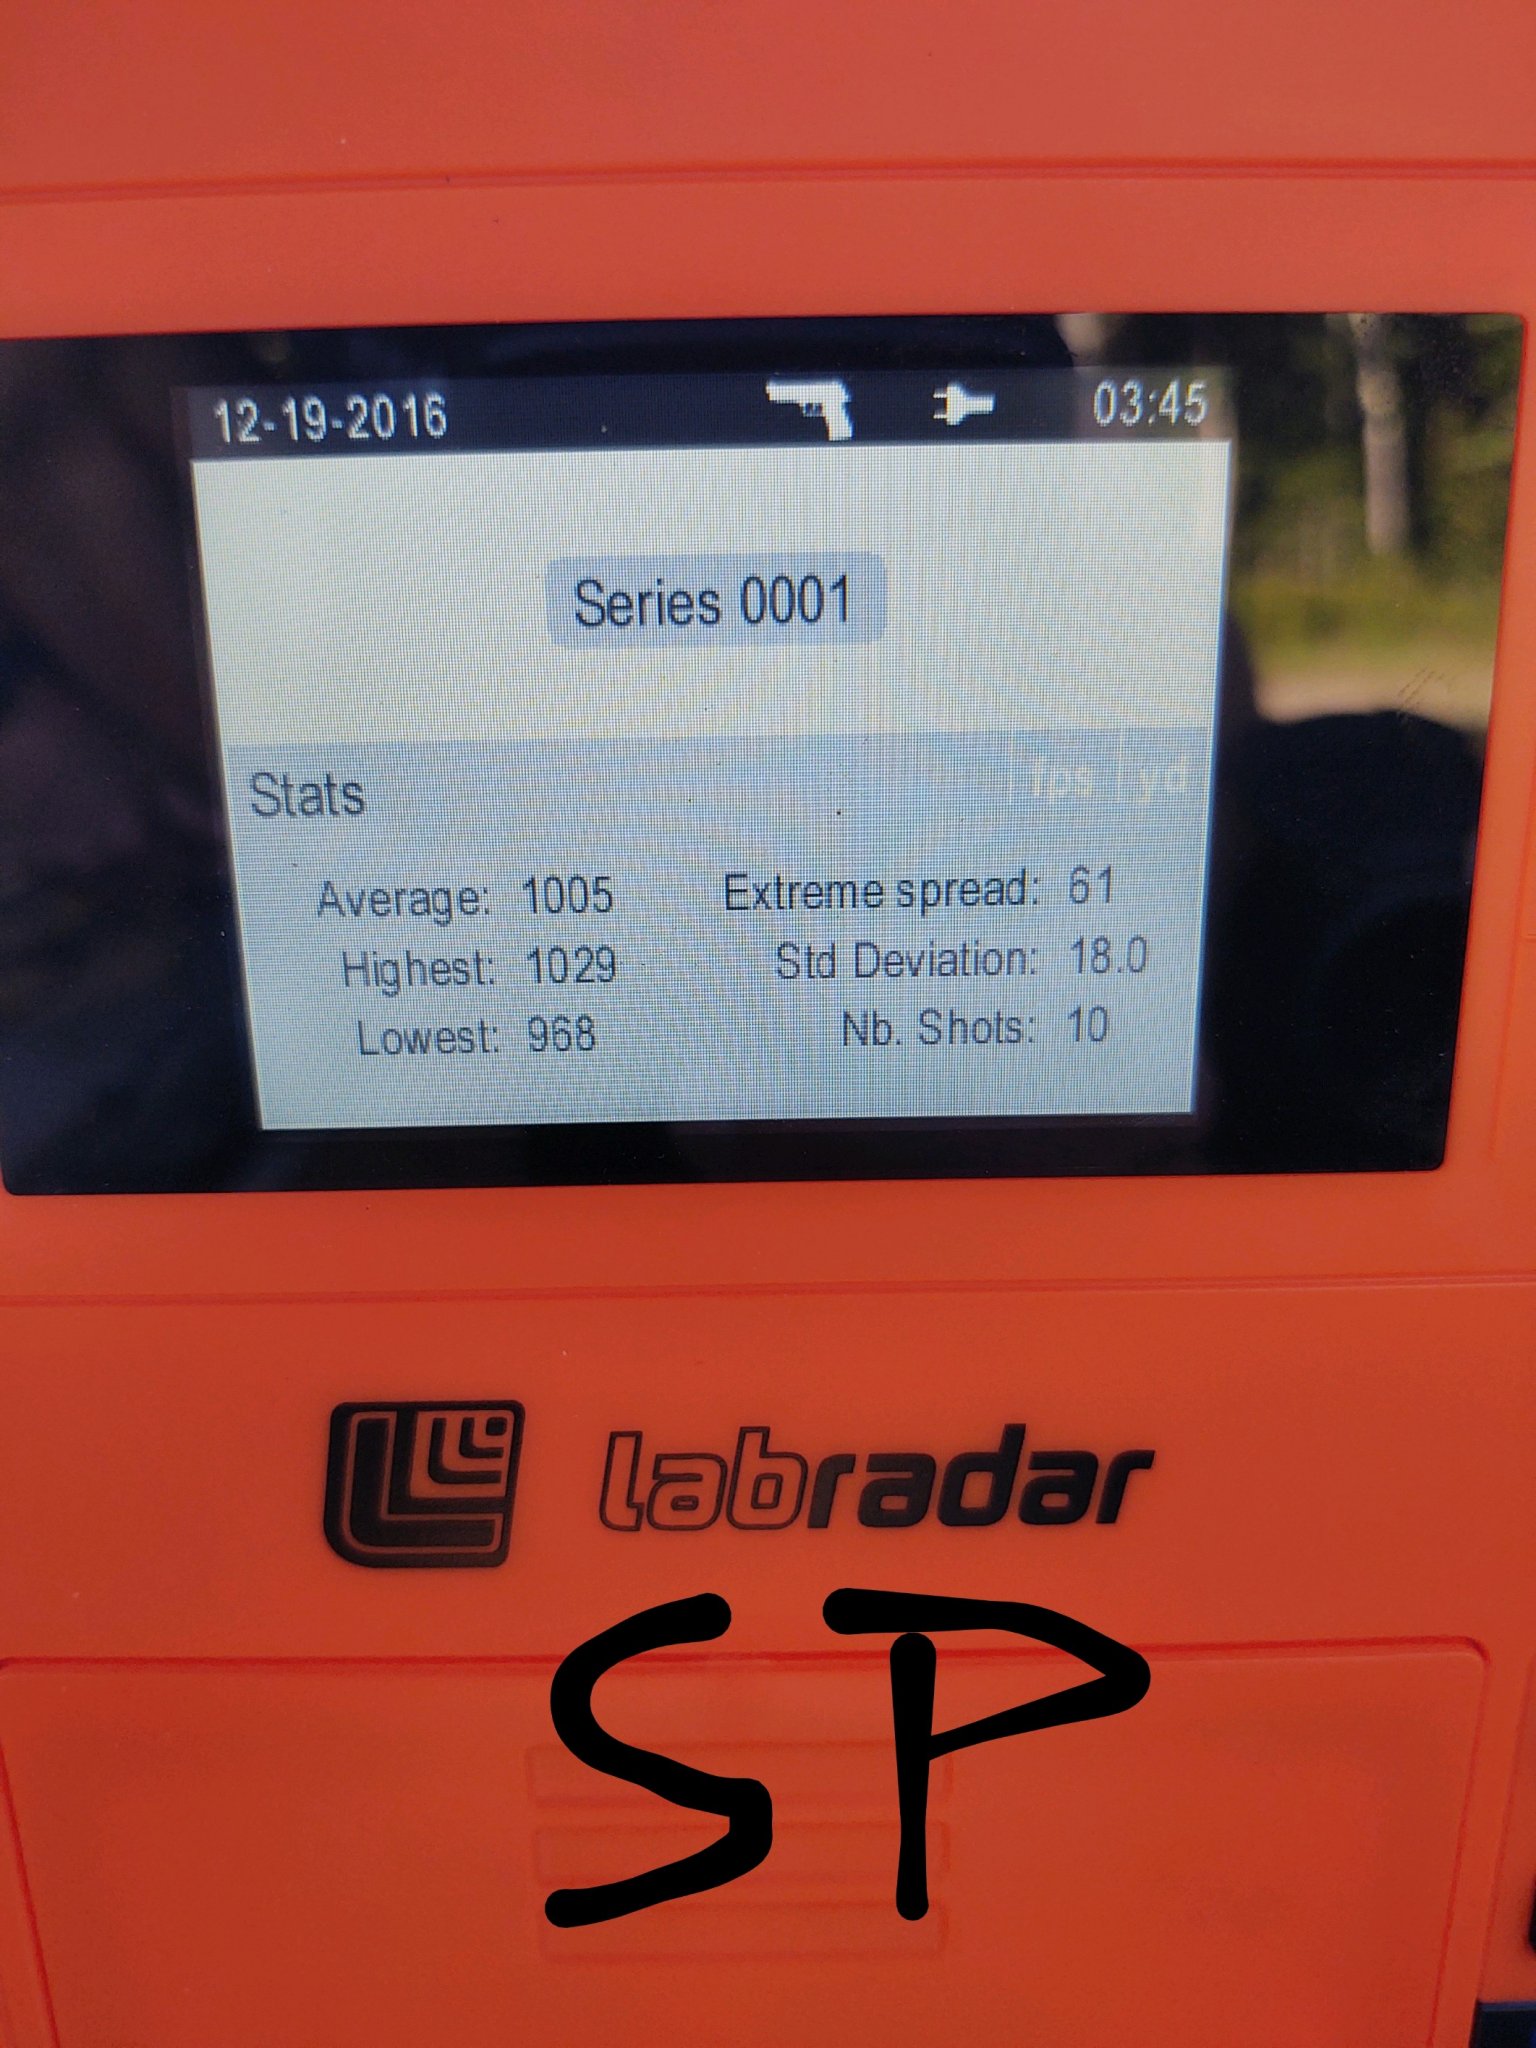 12-19-2016 03:45
Series 0001
Stats fps yd
Average: 1005 Extreme spread: 61
Highest: 1029 Std Deviation: 18.0
Lowest: 968 Nb. Shots: 10
labradar
SP